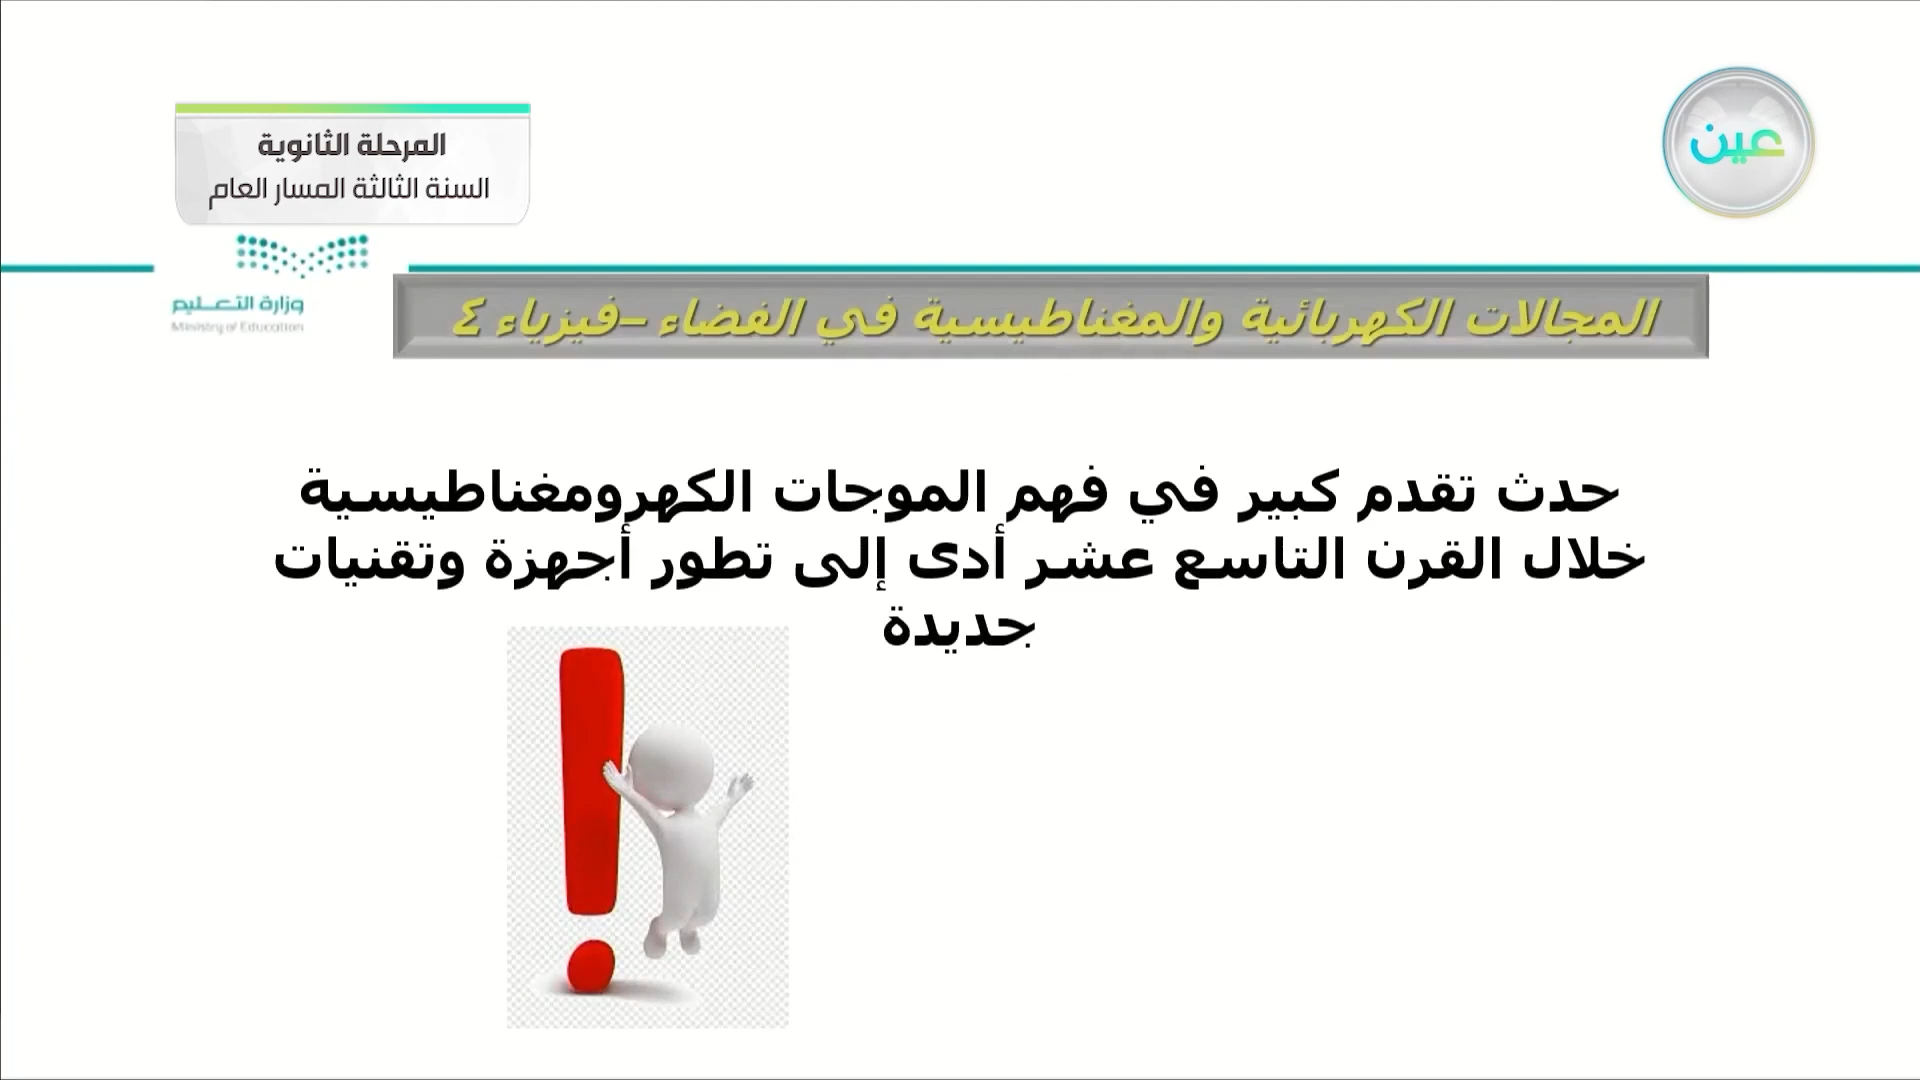 المرحلة الثانوية
السنة الثالثة المسار العام
عين
وزارة التعـــليم
Ministry of Education
المجالات الكهربائية والمغناطيسية في الفضاء –فيزياء ٤
حدث تقدم كبير في فهم الموجات الكهرومغناطيسية
خلال القرن التاسع عشر أدى إلى تطور أجهزة وتقنيات
جديدة